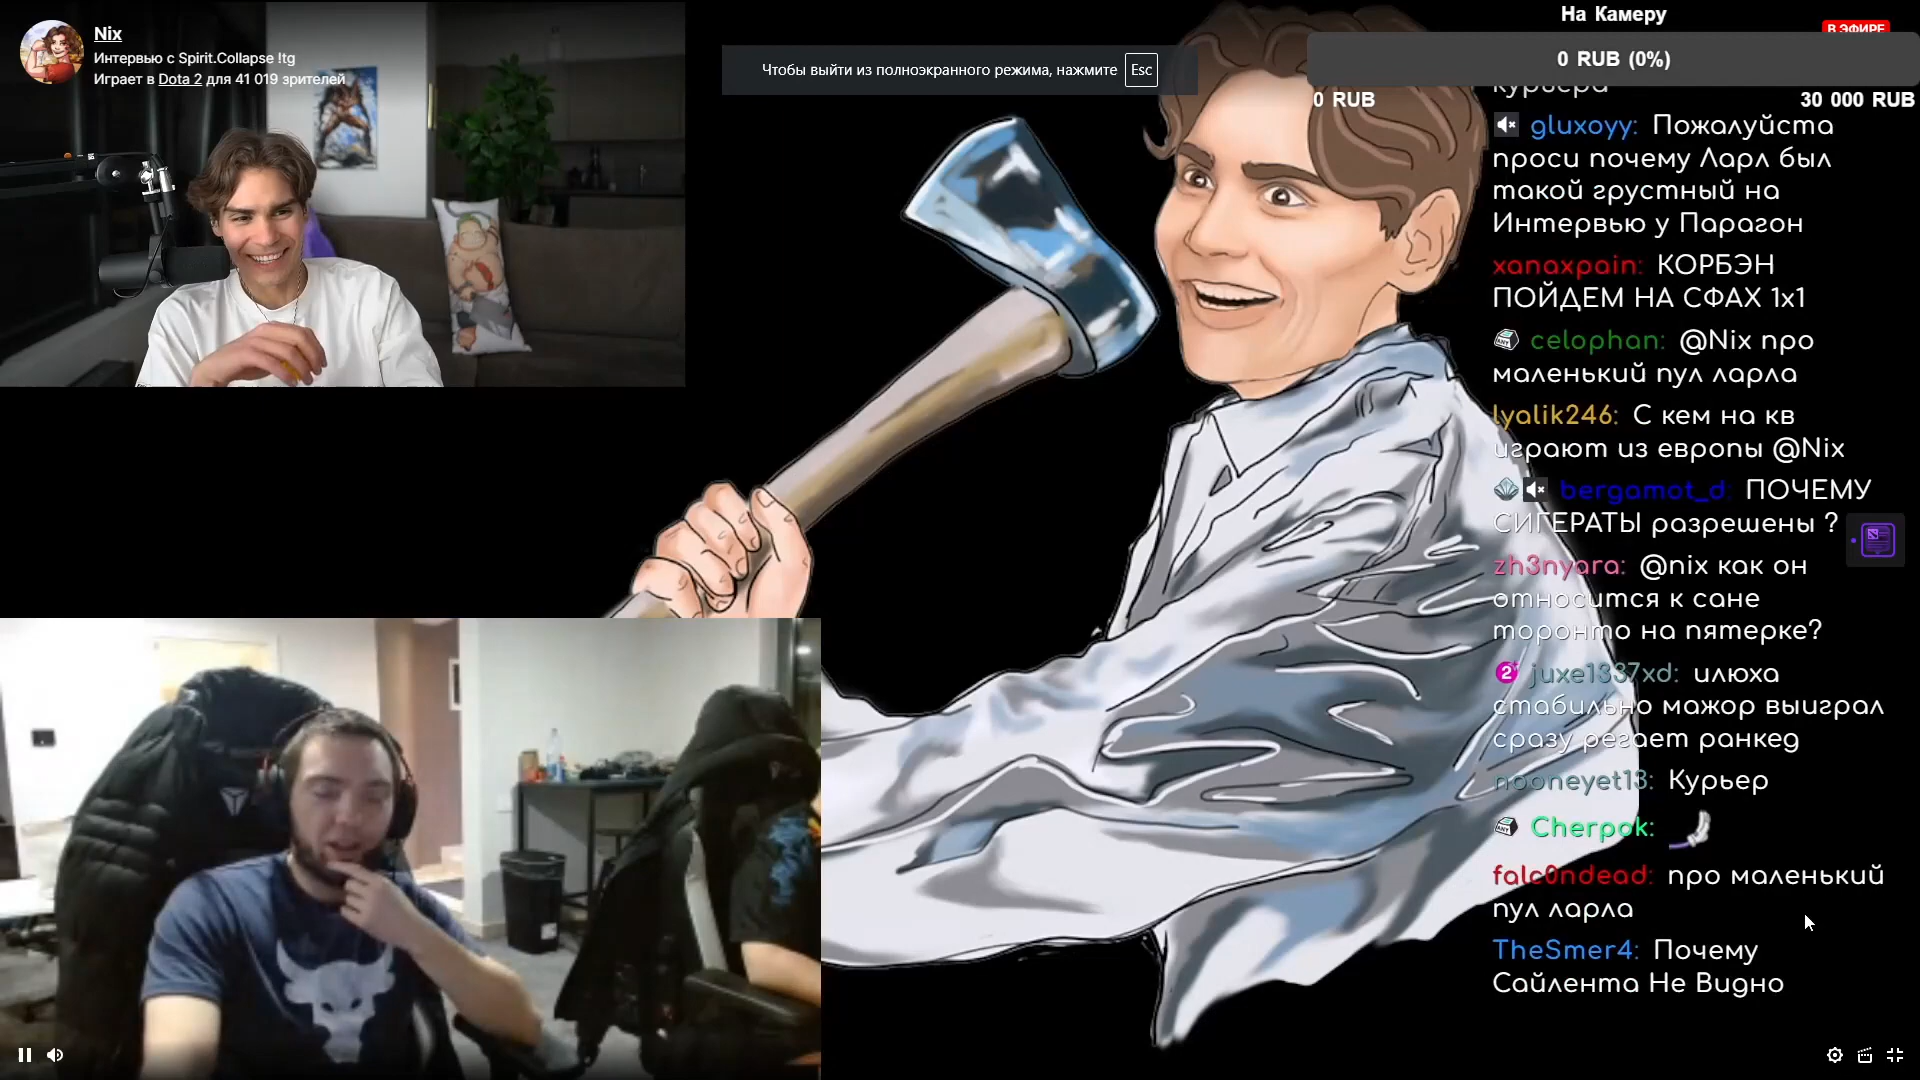 Nix
Интервью с Spirit.Collapse !tg
Играет в Dota 2 для 41 019 зрителей
Чтобы выйти из полноэкранного режима, нажмите Esc
На Камеру
В ЭФИРЕ
0 RUB (0%)
0 RUB
30 000 RUB
курьера
gluxoyy: Пожалуйста
проси почему Ларл был
такой грустный на
Интервью у Парагон
xanaxpain: КОРБЭН
ПОЙДЕМ НА СФАХ 1х1
celophan: @Nix про
маленький пул ларла
lyalik246: С кем на кв
играют из европы @Nix
bergamot_d: ПОЧЕМУ
СИГЕРАТЫ разрешены ?
zh3nyara: @nix как он
относится к сане
торонто на пятерке?
2 juxe1337xd: илюха
стабильно мажор выиграл
сразу регает ранкед
nooneyet13: Курьер
ANY Cherpok:
falc0ndead: про маленький
пул ларла
TheSmer4: Почему
Сайлента Не Видно